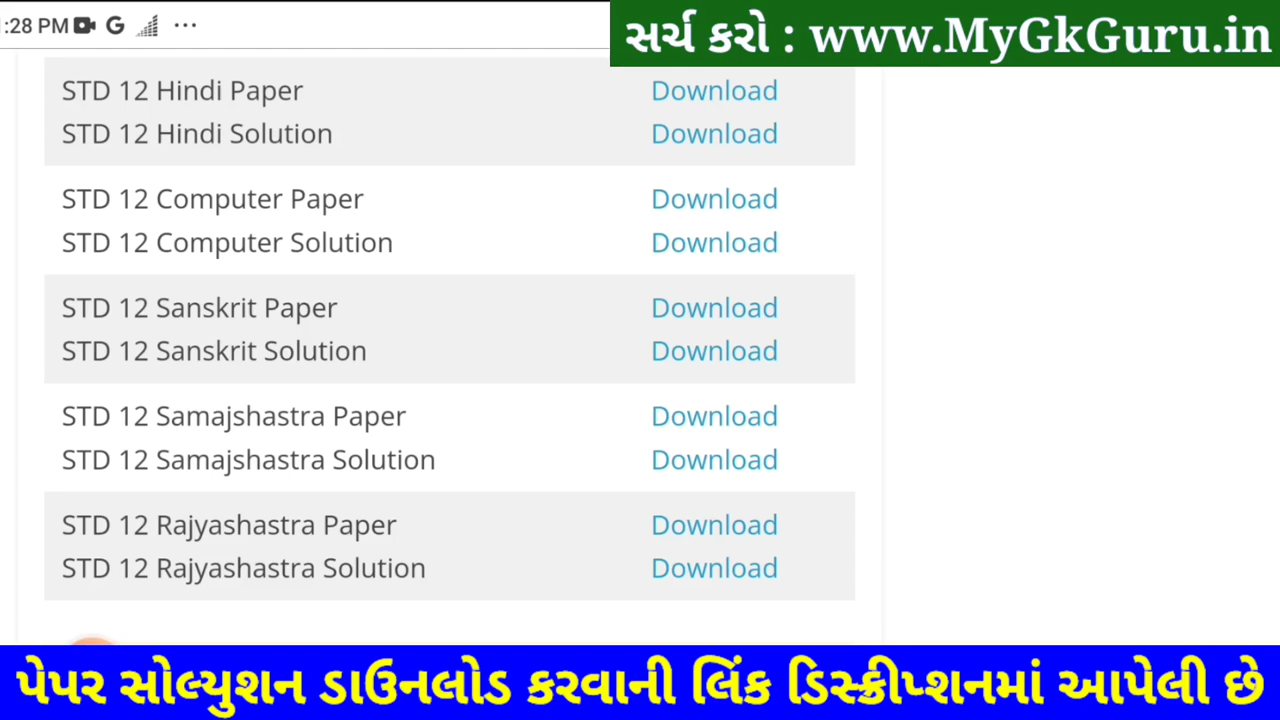 :28 PM G ...
સર્ચ કરો : www.MyGkGuru.in
STD 12 Hindi Paper Download
STD 12 Hindi Solution Download
STD 12 Computer Paper Download
STD 12 Computer Solution Download
STD 12 Sanskrit Paper Download
STD 12 Sanskrit Solution Download
STD 12 Samajshastra Paper Download
STD 12 Samajshastra Solution Download
STD 12 Rajyashastra Paper Download
STD 12 Rajyashastra Solution Download
પેપર સોલ્યુશન ડાઉનલોડ કરવાની લિંક ડિસ્ક્રીપ્શનમાં આપેલી છે